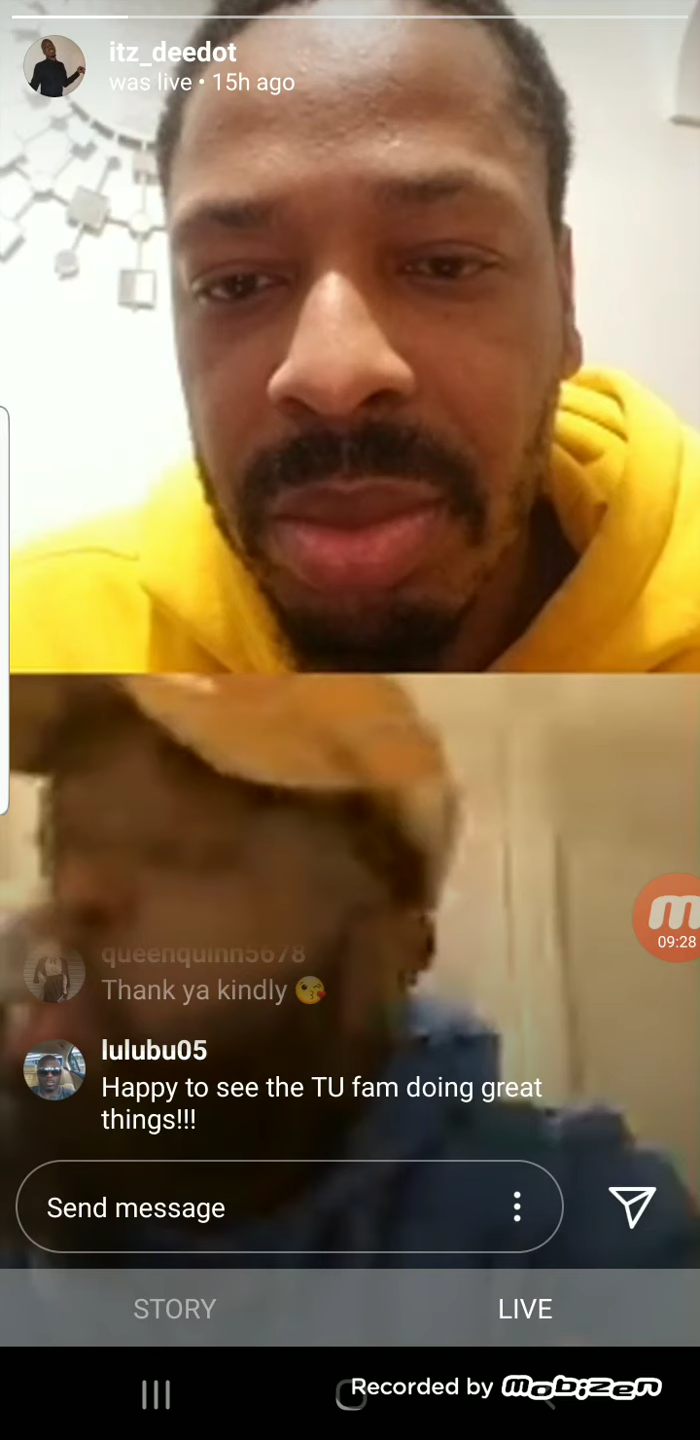 itz_deedot
was live • 15h ago
m
09:28
queenquinn5678
Thank ya kindly 😘
lulubu05
Happy to see the TU fam doing great
things!!!
Send message
STORY
LIVE
Recorded by mobizen